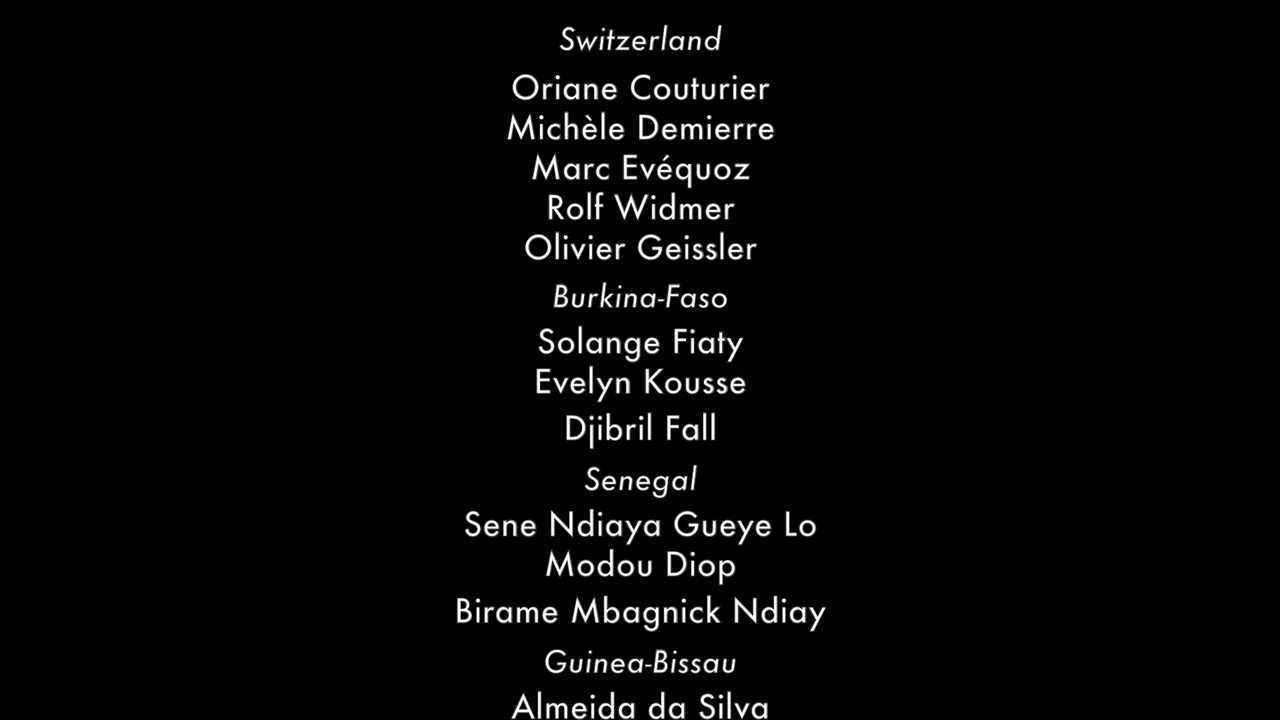 Switzerland
Oriane Couturier
Michèle Demierre
Marc Evéquoz
Rolf Widmer
Olivier Geissler
Burkina-Faso
Solange Fiaty
Evelyn Kousse
Djibril Fall
Senegal
Sene Ndiaya Gueye Lo
Modou Diop
Birame Mbagnick Ndiay
Guinea-Bissau
Almeida da Silva